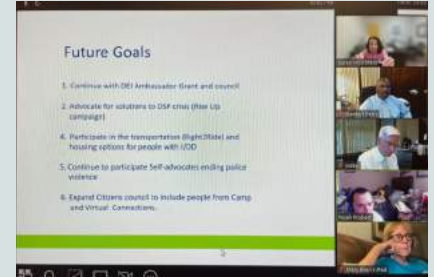 Future Goals
1. Continue with DEI Ambassador Grant and council
2. Advocate for solutions to DSP crisis (Rise Up
campaign)
4. Participate in the transportation (Right2Ride) and
housing options for people with I/DD
5. Continue to participate Self-advocates ending police
violence
6. Expand Citizens council to include people from Camp
and Virtual Connections.